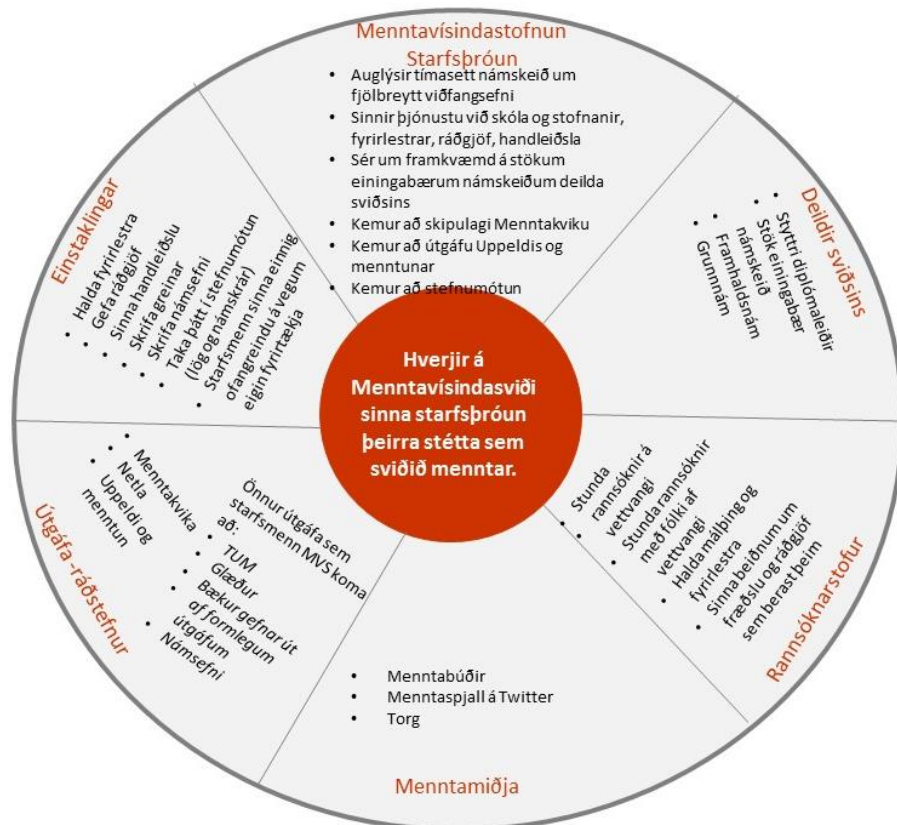 Menntavísindastofnun
Starfsþróun
• Auglýsir tímasett námskeið um
fjölbreytt viðfangsefni
• Sinnir þjónustu við skóla og stofnanir,
fyrirlestrar, ráðgjöf, handleiðsla
• Sér um framkvæmd á stökum
einingabærum námskeiðum deilda
sviðsins
• Kemur að skipulagi Menntakviku
• Kemur að útgáfu Uppeldis og
menntunar
• Kemur að stefnumótun
Deildir sviðsins
• Styttri diplómaleiðir
• Stök einingabær
námskeið
• Framhaldsnám
• Grunnnám
Rannsóknarstofur
• Stunda
rannsóknir á
vettvangi
• Stunda rannsóknir
með fólki af
vettvangi
• Halda málþing og
fyrirlestra
• Sinna beiðnum um
fræðslu og ráðgjöf
sem berast þeim
Menntamiðja
• Menntabúðir
• Menntaspjall á Twitter
• Torg
Útgáfa -ráðstefnur
• Menntakvika
• Netla
• Uppeldi og
menntun
Önnur útgáfa sem
starfsmenn MVS koma
að:
• TUM
• Glæður
• Bækur gefnar út
af formlegum
útgáfum
• Námsefni
Einstaklingar
• Halda fyrirlestra
• Gefa ráðgjöf
• Sinna handleiðslu
• Skrifa greinar
• Skrifa námsefni
• Taka þátt í stefnumótun
(lög og námskrár)
• Starfsmenn sinna einnig
ofangreindu á vegum
eigin fyrirtækja
Hverjir á
Menntavísindasviði
sinna starfsþróun
þeirra stétta sem
sviðið menntar.